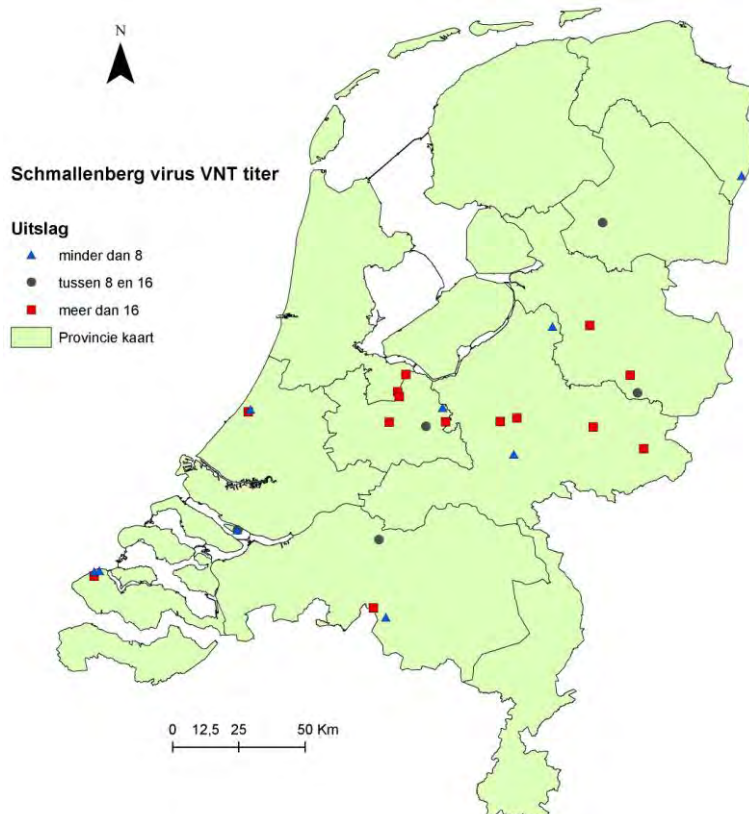 N
Schmallenberg virus VNT titer
Uitslag
minder dan 8
tussen 8 en 16
meer dan 16
Provincie kaart
0 12,5 25 50 Km